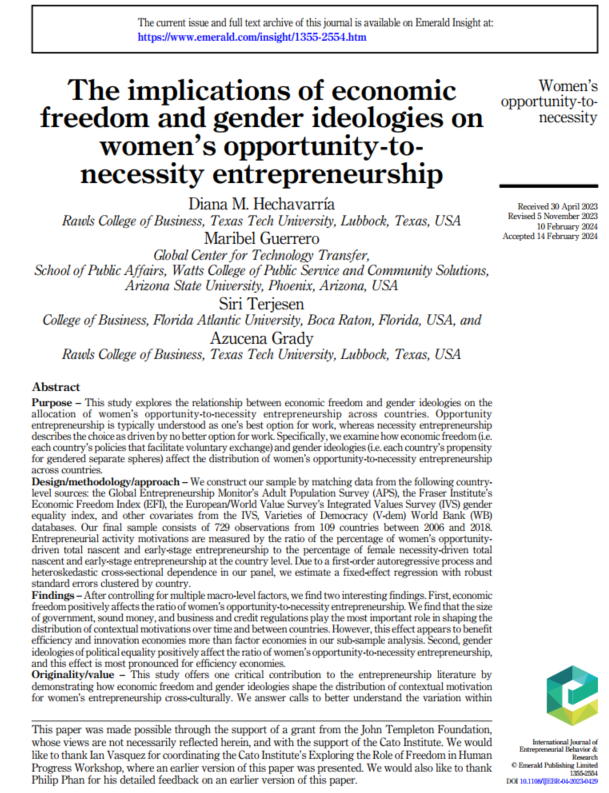 The current issue and full text archive of this journal is available on Emerald Insight at:
https://www.emerald.com/insight/1355-2554.htm
The implications of economic
freedom and gender ideologies on
women's opportunity-to-
necessity entrepreneurship
Diana M. Hechavarría
Rawls College of Business, Texas Tech University, Lubbock, Texas, USA
Maribel Guerrero
Global Center for Technology Transfer,
School of Public Affairs, Watts College of Public Service and Community Solutions,
Arizona State University, Phoenix, Arizona, USA
Siri Terjesen
College of Business, Florida Atlantic University, Boca Raton, Florida, USA, and
Azucena Grady
Rawls College of Business, Texas Tech University, Lubbock, Texas, USA
Women's
opportunity-to-
necessity
Received 30 April 2023
Revised 5 November 2023
10 February 2024
Accepted 14 February 2024
Abstract
Purpose – This study explores the relationship between economic freedom and gender ideologies on the
allocation of women's opportunity-to-necessity entrepreneurship across countries. Opportunity
entrepreneurship is typically understood as one's best option for work, whereas necessity entrepreneurship
describes the choice as driven by no better option for work. Specifically, we examine how economic freedom (i.e.
each country's policies that facilitate voluntary exchange) and gender ideologies (i.e. each country's propensity
for gendered separate spheres) affect the distribution of women's opportunity-to-necessity entrepreneurship
across countries.
Design/methodology/approach – We construct our sample by matching data from the following country-
level sources: the Global Entrepreneurship Monitor's Adult Population Survey (APS), the Fraser Institute's
Economic Freedom Index (EFI), the European/World Value Survey's Integrated Values Survey (IVS) gender
equality index, and other covariates from the IVS, Varieties of Democracy (V-dem) World Bank (WB)
databases. Our final sample consists of 729 observations from 109 countries between 2006 and 2018.
Entrepreneurial activity motivations are measured by the ratio of the percentage of women's opportunity-
driven total nascent and early-stage entrepreneurship to the percentage of female necessity-driven total
nascent and early-stage entrepreneurship at the country level. Due to a first-order autoregressive process and
heteroskedastic cross-sectional dependence in our panel, we estimate a fixed-effect regression with robust
standard errors clustered by country.
Findings – After controlling for multiple macro-level factors, we find two interesting findings. First, economic
freedom positively affects the ratio of women's opportunity-to-necessity entrepreneurship. We find that the size
of government, sound money, and business and credit regulations play the most important role in shaping the
distribution of contextual motivations over time and between countries. However, this effect appears to benefit
efficiency and innovation economies more than factor economies in our sub-sample analysis. Second, gender
ideologies of political equality positively affect the ratio of women's opportunity-to-necessity entrepreneurship,
and this effect is most pronounced for efficiency economies.
Originality/value – This study offers one critical contribution to the entrepreneurship literature by
demonstrating how economic freedom and gender ideologies shape the distribution of contextual motivation
for women's entrepreneurship cross-culturally. We answer calls to better understand the variation within
This paper was made possible through the support of a grant from the John Templeton Foundation,
whose views are not necessarily reflected herein, and with the support of the Cato Institute. We would
like to thank Ian Vasquez for coordinating the Cato Institute's Exploring the Role of Freedom in Human
Progress Workshop, where an earlier version of this paper was presented. We would also like to thank
Philip Phan for his detailed feedback on an earlier version of this paper.
International Journal of
Entrepreneurial Behavior &
Research
© Emerald Publishing Limited
1355-2554
DOI 10.1108/IJEBR-04-2023-0429